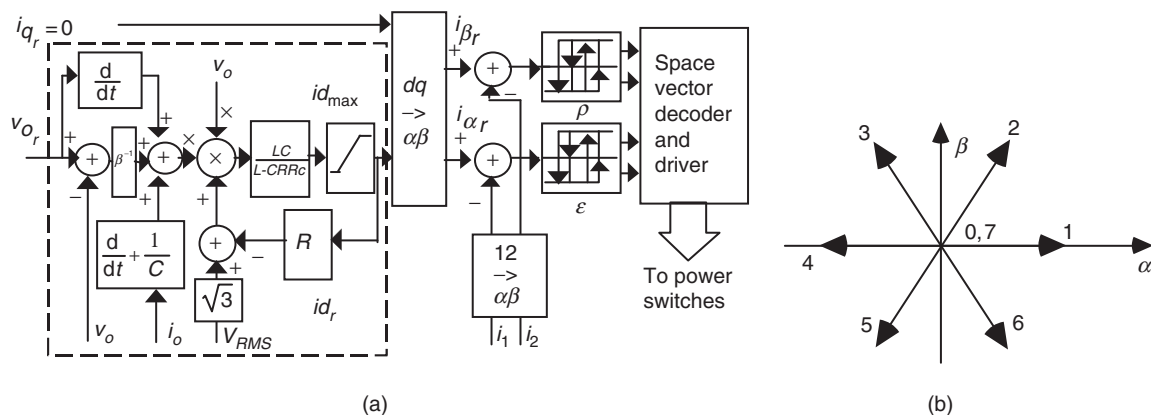 i_{q_r}=0
v_{o_r}
d
dt
+
+
-
β⁻¹
+
+
+
v_o
×
×
×
+
+
-
LC
L-CRRc
id_max
R
id_r
√3
V_RMS
d
dt
+
1
C
v_o
i_o
dq
->
αβ
i_{β_r}
+
+
-
i_{α_r}
+
+
-
ρ
ε
12
->
αβ
i_1
i_2
Space
vector
decoder
and
driver
To power
switches
(a)
3
2
β
0,7
1
α
4
5
6
(b)